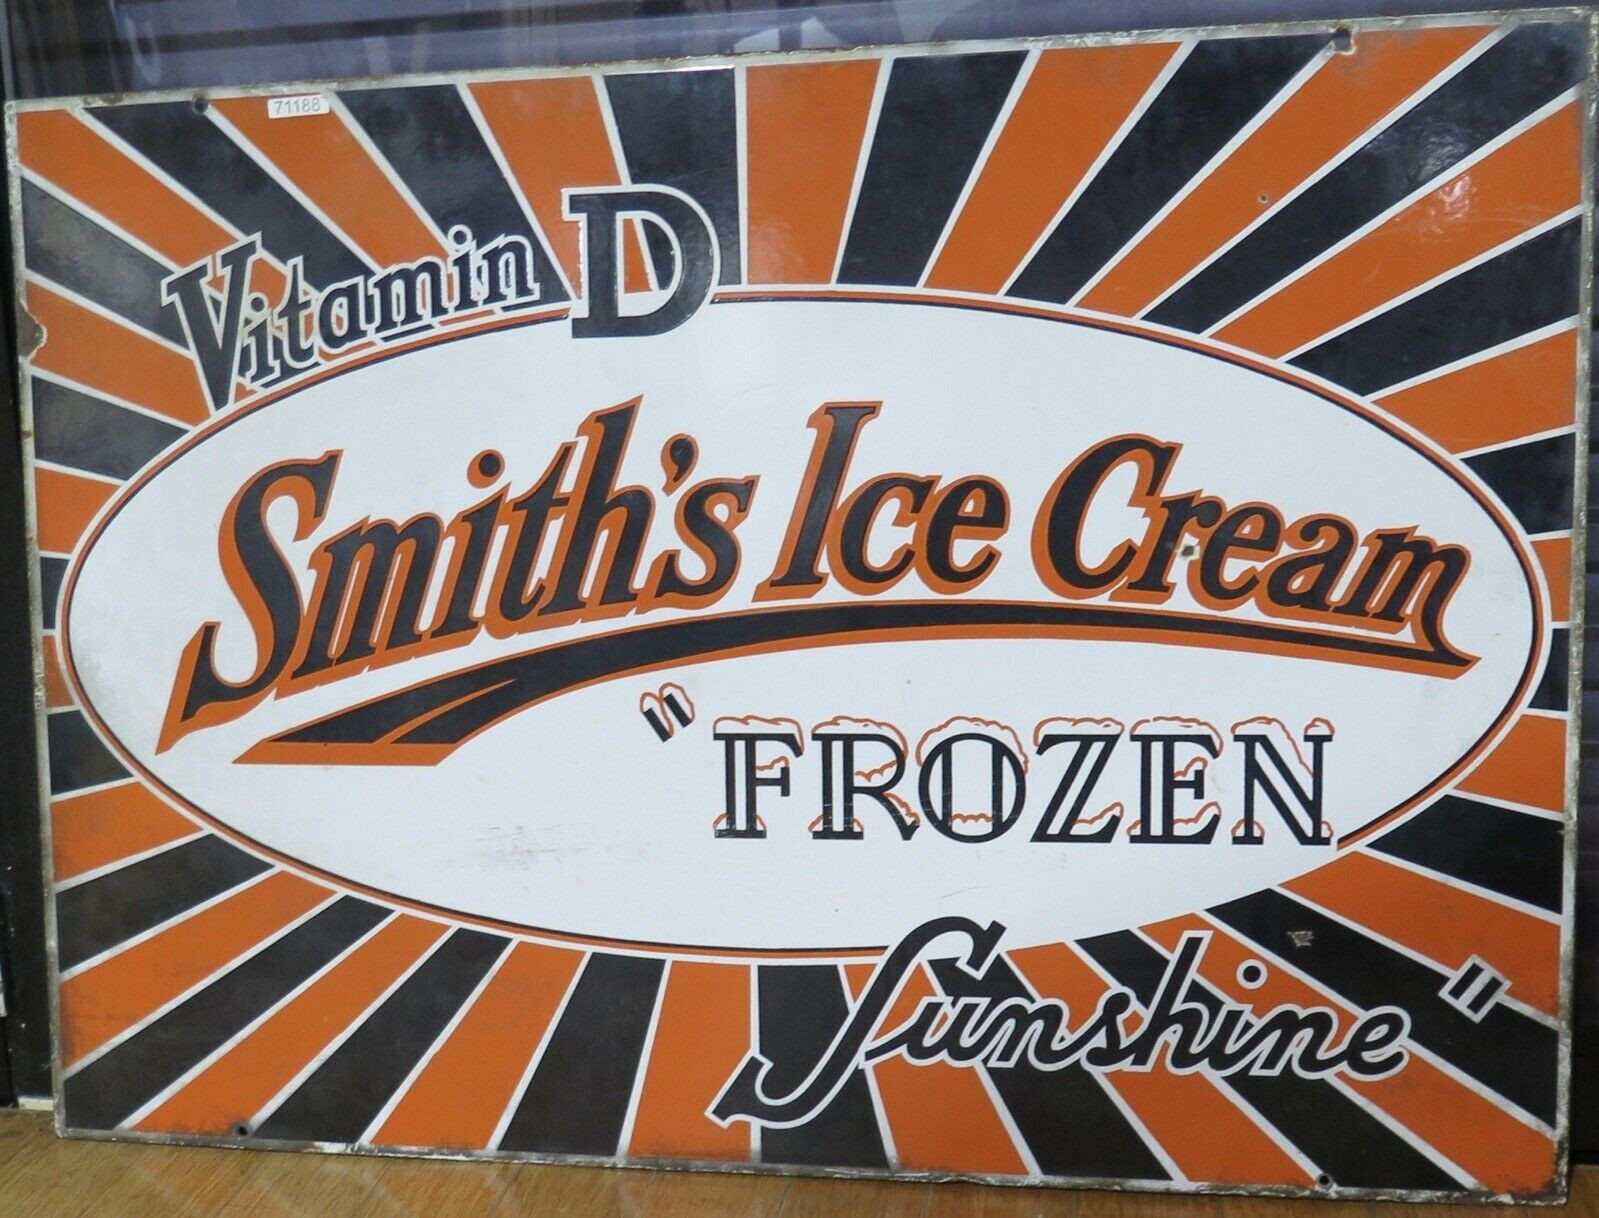 71188
Vitamin D
Smith's Ice Cream
"FROZEN
Sunshine"